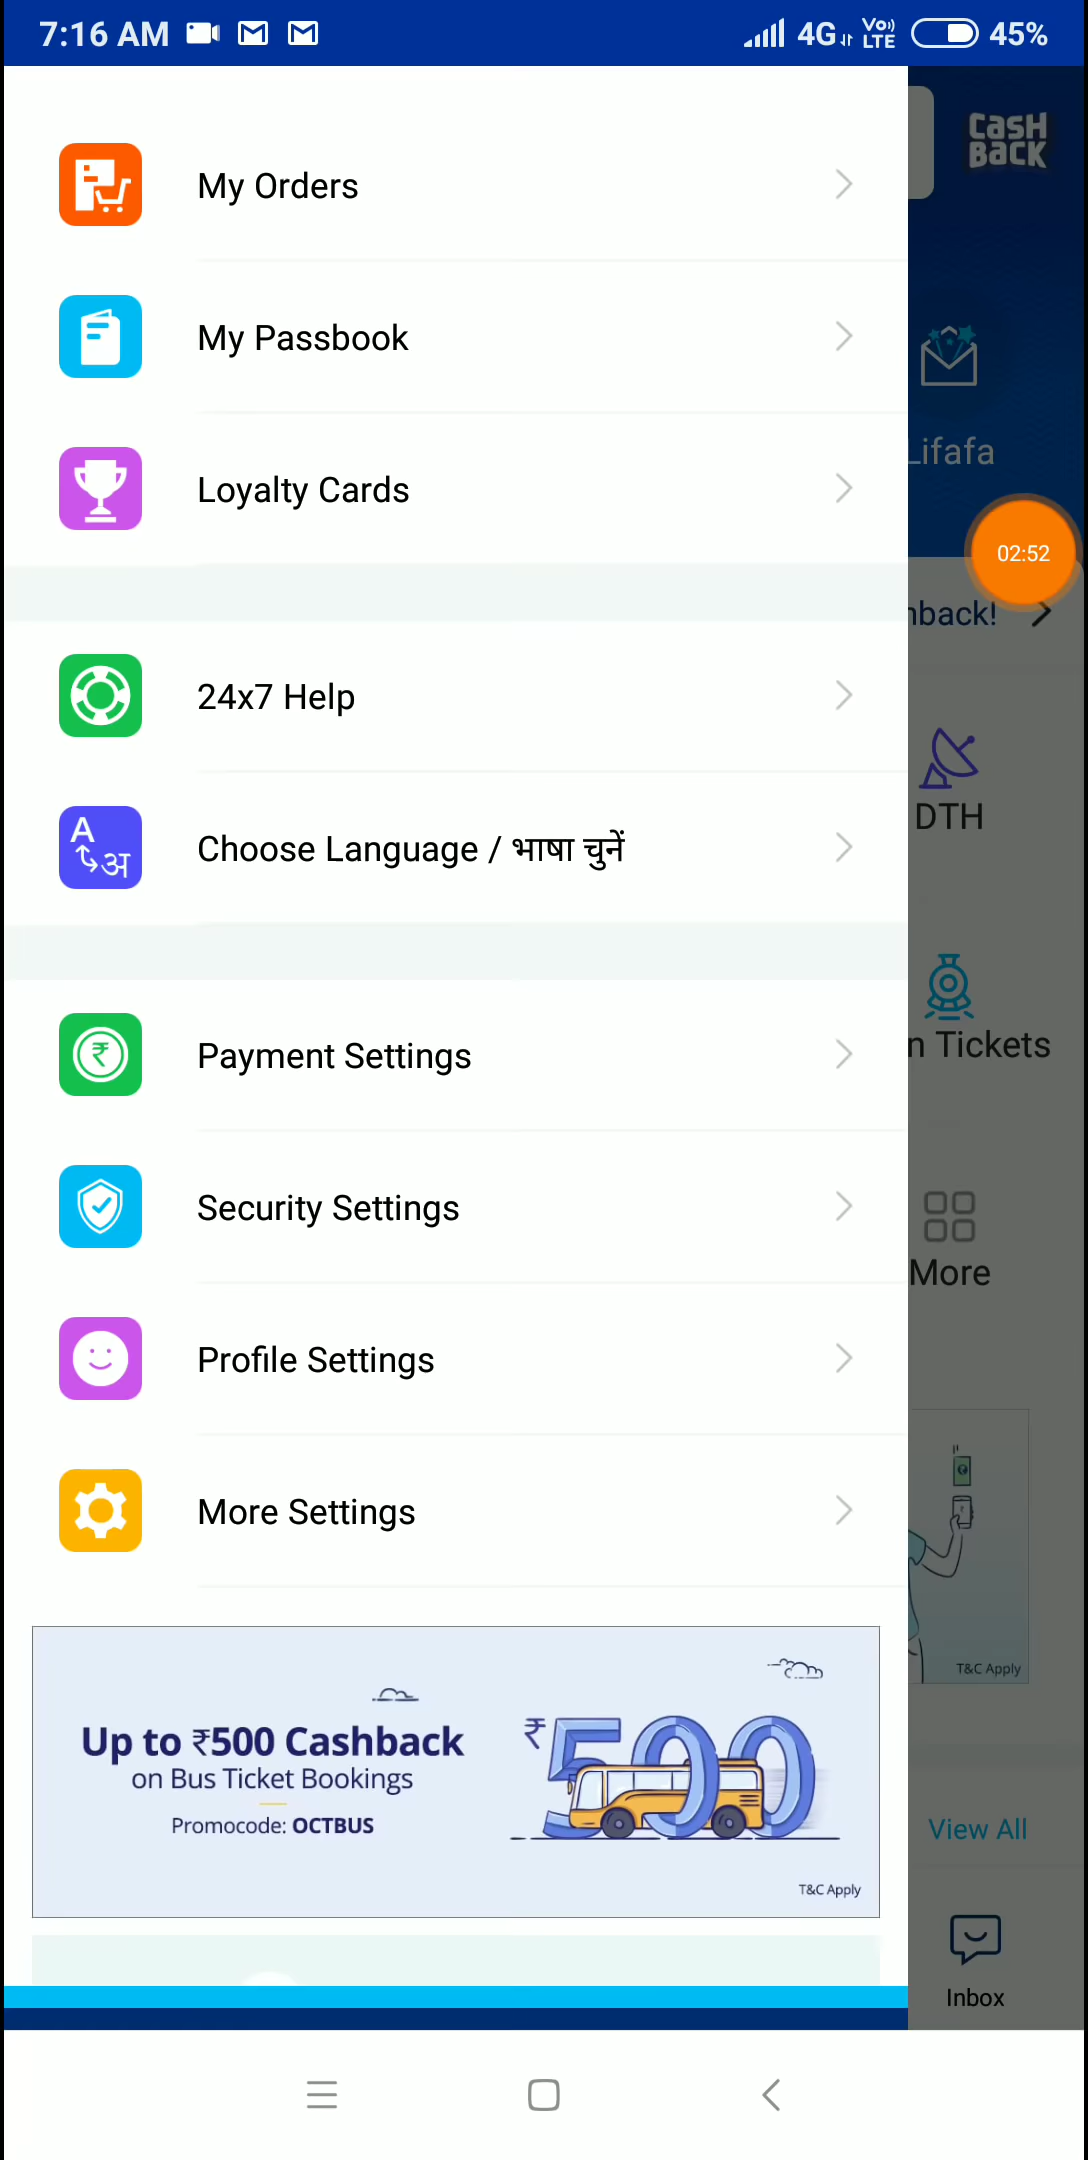 7:16 AM
4G
VoLTE
45%
CASH
BACK
My Orders
My Passbook
Lifafa
Loyalty Cards
02:52
hback!
24x7 Help
DTH
A
अ
Choose Language / भाषा चुनें
n Tickets
₹
Payment Settings
Security Settings
More
Profile Settings
More Settings
T&C Apply
Up to ₹500 Cashback
on Bus Ticket Bookings
Promocode: OCTBUS
₹500
T&C Apply
View All
Inbox